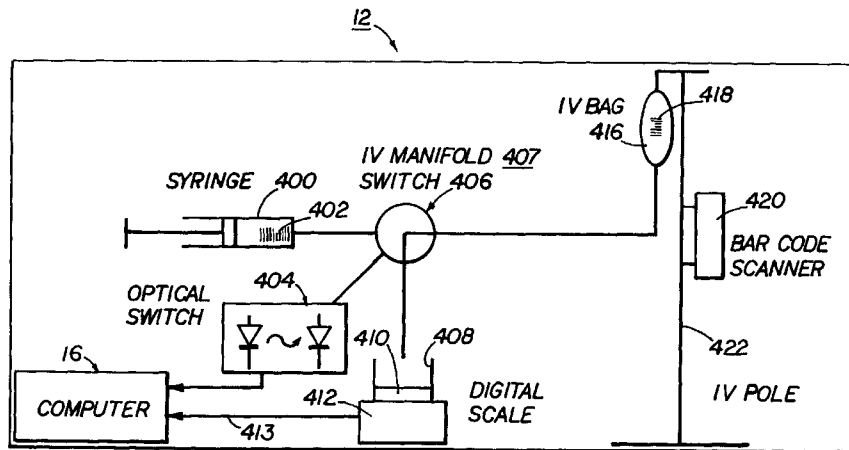 12
IV BAG
416
418
IV MANIFOLD 407
SWITCH 406
SYRINGE
400
402
420
BAR CODE
SCANNER
OPTICAL
SWITCH
404
410
408
422
16
COMPUTER
412
DIGITAL
SCALE
IV POLE
413